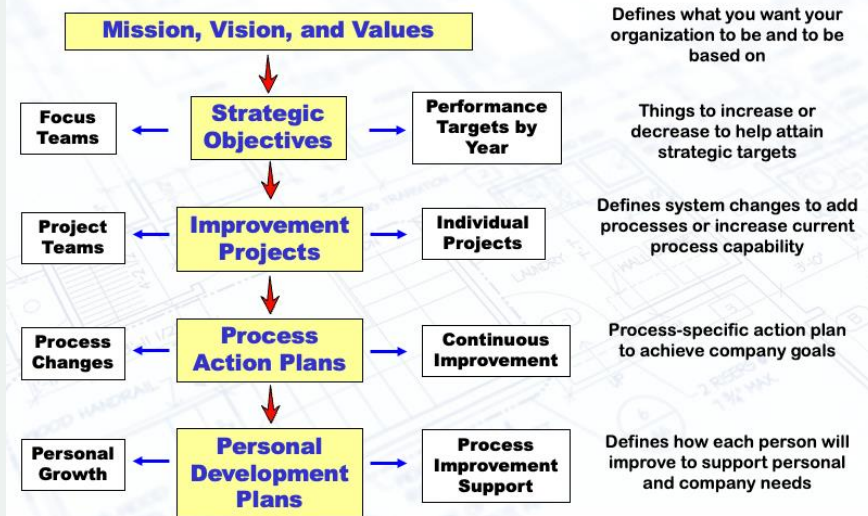 Mission, Vision, and Values
Defines what you want your
organization to be and to be
based on
Focus
Teams
Strategic
Objectives
Performance
Targets by
Year
Things to increase or
decrease to help attain
strategic targets
Project
Teams
Improvement
Projects
Individual
Projects
Defines system changes to add
processes or increase current
process capability
Process
Changes
Process
Action Plans
Continuous
Improvement
Process-specific action plan
to achieve company goals
Personal
Growth
Personal
Development
Plans
Process
Improvement
Support
Defines how each person will
improve to support personal
and company needs
LAUNDRY
WOOD HANDRAIL